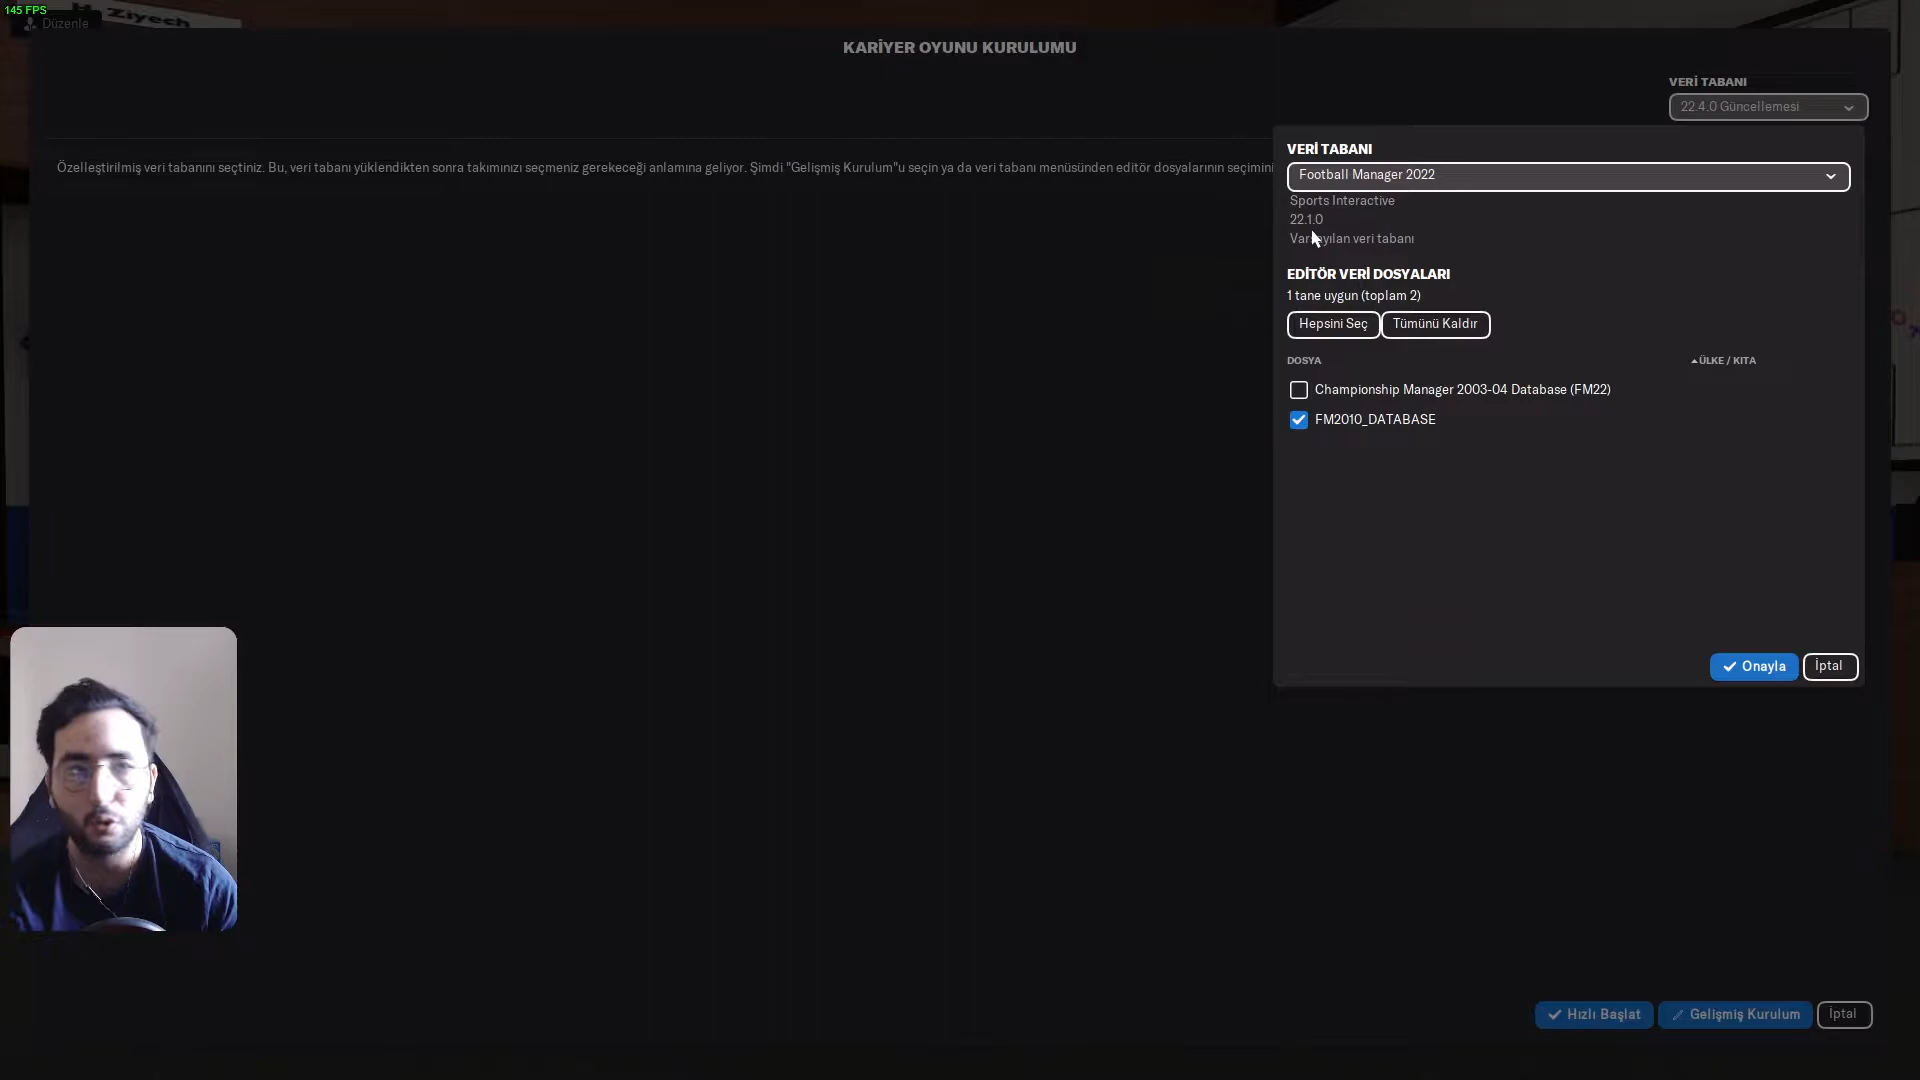 145 FPS
H. Ziyech
Düzenle
KARİYER OYUNU KURULUMU
VERİ TABANI
22.4.0 Güncellemesi
Özelleştirilmiş veri tabanını seçtiniz. Bu, veri tabanı yüklendikten sonra takımınızı seçmeniz gerekeceği anlamına geliyor. Şimdi "Gelişmiş Kurulum"u seçin ya da veri tabanı menüsünden editör dosyalarının seçimini
VERİ TABANI
Football Manager 2022
Sports Interactive
22.1.0
Varsayılan veri tabanı
EDİTÖR VERİ DOSYALARI
1 tane uygun (toplam 2)
Hepsini Seç
Tümünü Kaldır
DOSYA
ÜLKE / KITA
Championship Manager 2003-04 Database (FM22)
FM2010_DATABASE
Onayla
İptal
Hızlı Başlat
Gelişmiş Kurulum
İptal